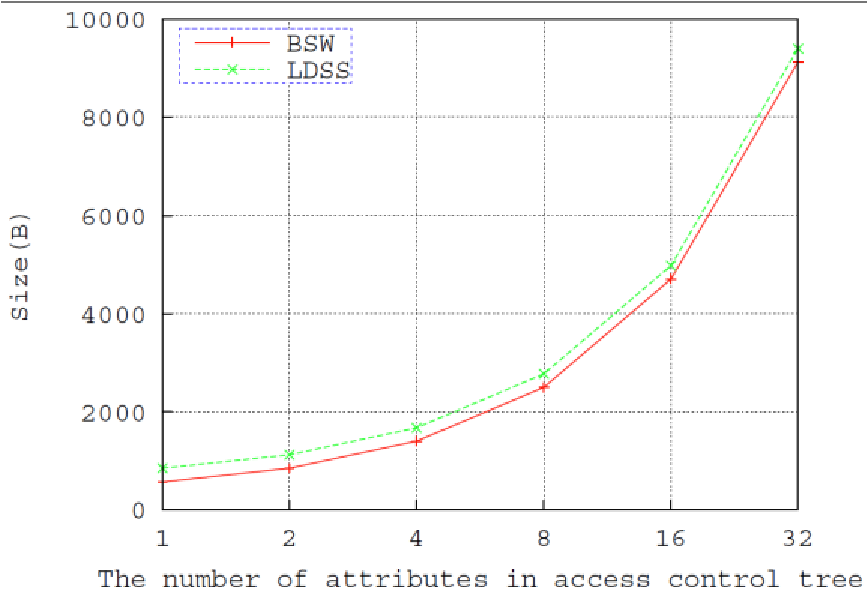 10000
8000
6000
4000
2000
0
Size(B)
BSW
LDSS
1 2 4 8 16 32
The number of attributes in access control tree